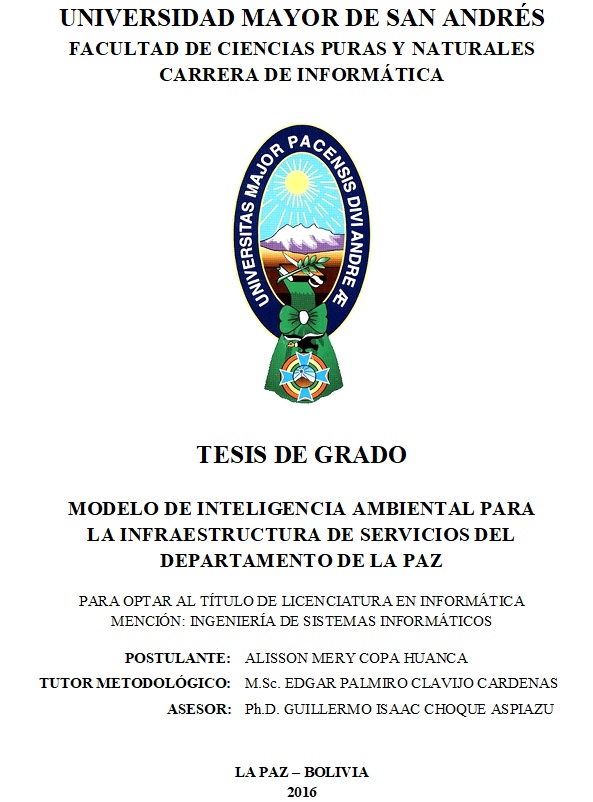 UNIVERSIDAD MAYOR DE SAN ANDRÉS
FACULTAD DE CIENCIAS PURAS Y NATURALES
CARRERA DE INFORMÁTICA
UNIVERSITAS MAJOR PACENSIS DIVI ANDRE Æ
TESIS DE GRADO
MODELO DE INTELIGENCIA AMBIENTAL PARA
LA INFRAESTRUCTURA DE SERVICIOS DEL
DEPARTAMENTO DE LA PAZ
PARA OPTAR AL TÍTULO DE LICENCIATURA EN INFORMÁTICA
MENCIÓN: INGENIERÍA DE SISTEMAS INFORMÁTICOS
POSTULANTE: ALISSON MERY COPA HUANCA
TUTOR METODOLÓGICO: M.Sc. EDGAR PALMIRO CLAVIJO CARDENAS
ASESOR: Ph.D. GUILLERMO ISAAC CHOQUE ASPIAZU
LA PAZ – BOLIVIA
2016